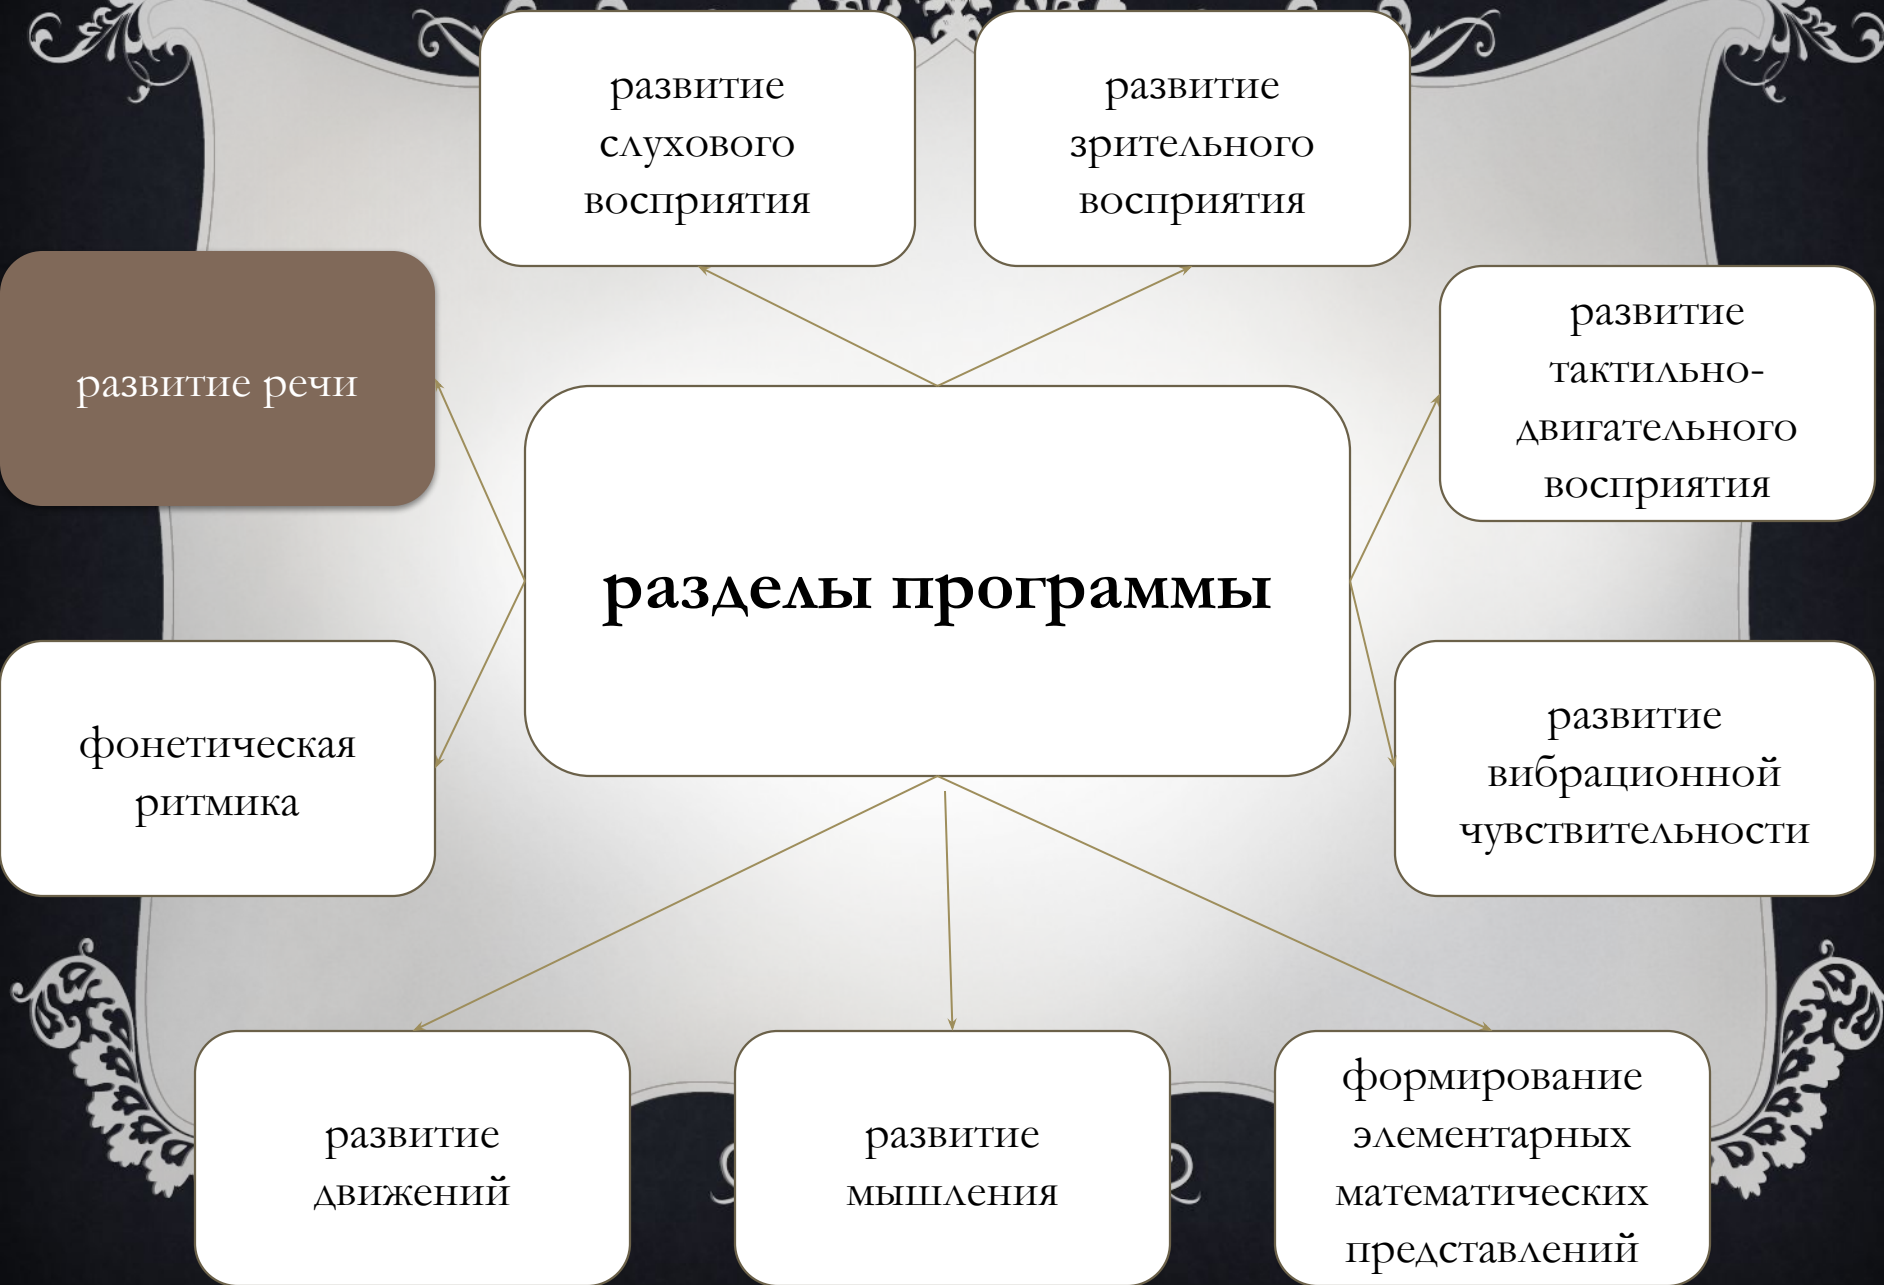 развитие
слухового
восприятия
развитие
зрительного
восприятия
развитие речи
развитие
тактильно-
двигательного
восприятия
разделы программы
фонетическая
ритмика
развитие
вибрационной
чувствительности
развитие
движений
развитие
мышления
формирование
элементарных
математических
представлений